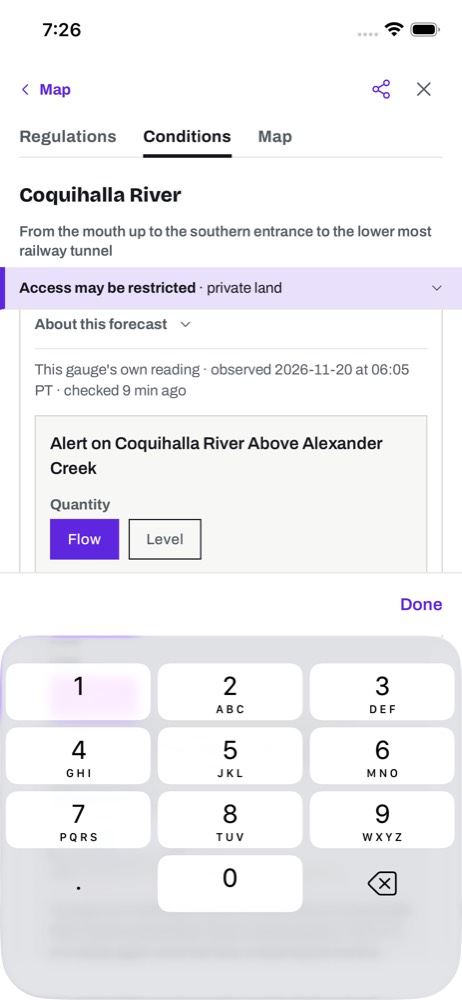 7:26
Map
Regulations Conditions Map
Coquihalla River
From the mouth up to the southern entrance to the lower most
railway tunnel
Access may be restricted · private land
About this forecast
This gauge's own reading · observed 2026-11-20 at 06:05
PT · checked 9 min ago
Alert on Coquihalla River Above Alexander
Creek
Quantity
Flow Level
Done
1 2 3
ABC DEF
4 5 6
GHI JKL MNO
7 8 9
PQRS TUV WXYZ
. 0